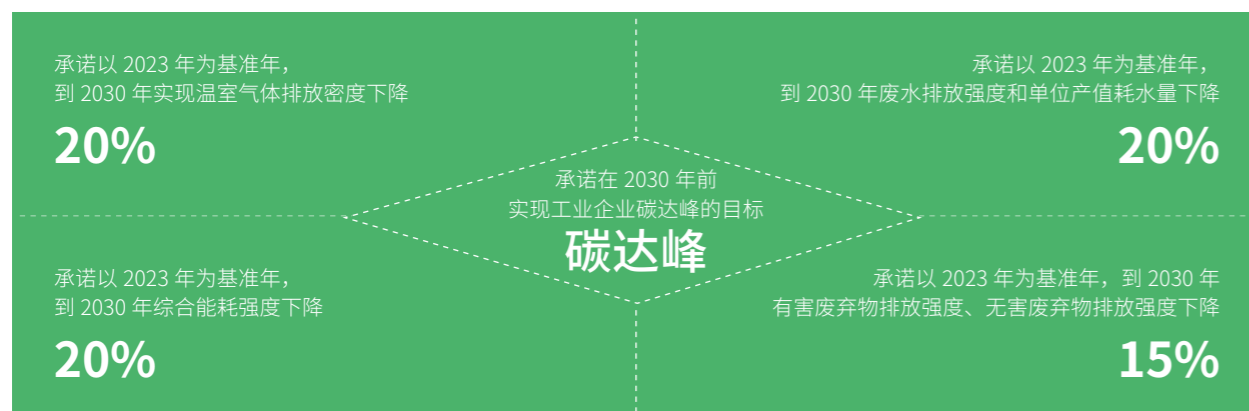 承诺以 2023 年为基准年，
到 2030 年实现温室气体排放密度下降
20%
承诺以 2023 年为基准年，
到 2030 年废水排放强度和单位产值耗水量下降
20%
承诺在 2030 年前
实现工业企业碳达峰的目标
碳达峰
承诺以 2023 年为基准年，
到 2030 年综合能耗强度下降
20%
承诺以 2023 年为基准年，到 2030 年
有害废弃物排放强度、无害废弃物排放强度下降
15%